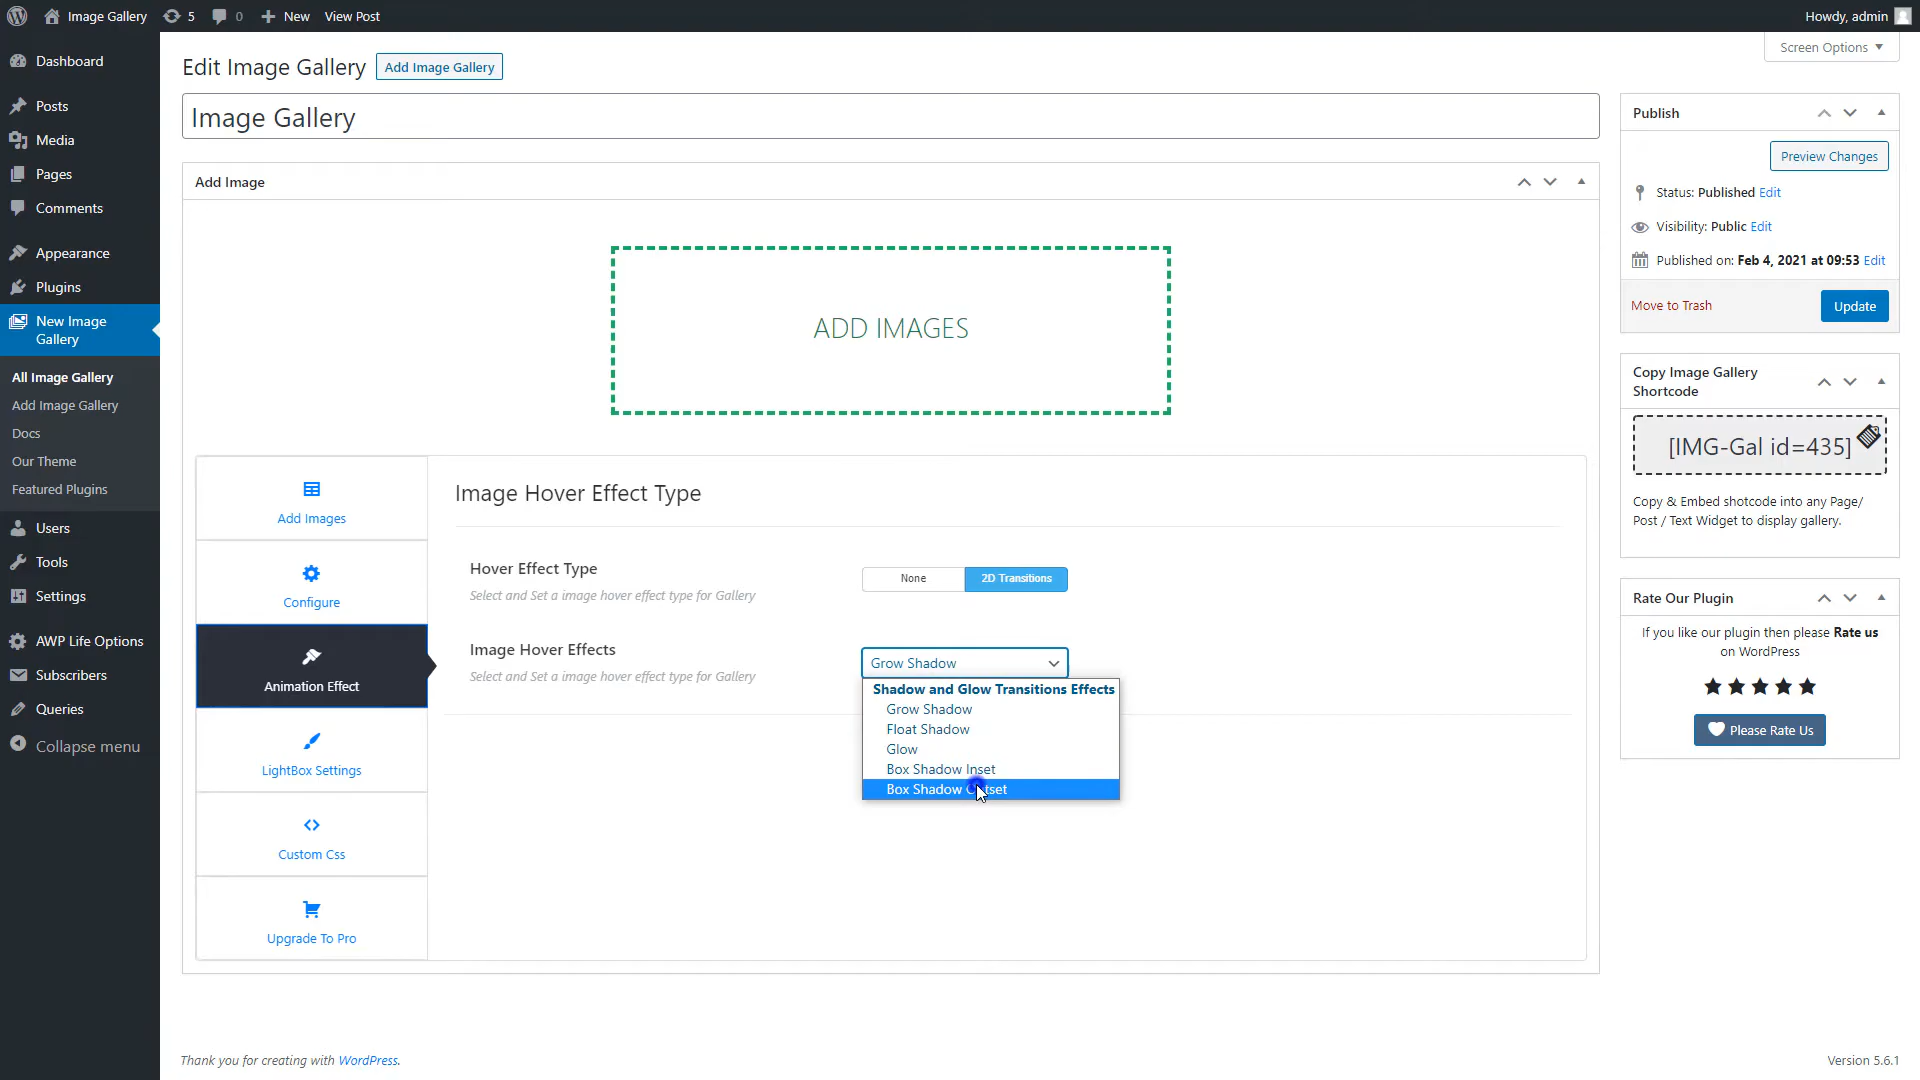 Image Gallery
5
0
New
View Post
Howdy, admin
Screen Options
Dashboard
Posts
Media
Pages
Comments
Appearance
Plugins
New Image
Gallery
All Image Gallery
Add Image Gallery
Docs
Our Theme
Featured Plugins
Users
Tools
Settings
AWP Life Options
Subscribers
Queries
Collapse menu
Edit Image Gallery
Add Image Gallery
Image Gallery
Add Image
ADD IMAGES
Add Images
Configure
Animation Effect
LightBox Settings
Custom Css
Upgrade To Pro
Image Hover Effect Type
Hover Effect Type
Select and Set a image hover effect type for Gallery
None
2D Transitions
Image Hover Effects
Select and Set a image hover effect type for Gallery
Grow Shadow
Shadow and Glow Transitions Effects
Grow Shadow
Float Shadow
Glow
Box Shadow Inset
Box Shadow
Publish
Preview Changes
Status: Published Edit
Visibility: Public Edit
Published on: Feb 4, 2021 at 09:53 Edit
Move to Trash
Update
Copy Image Gallery
Shortcode
[IMG-Gal id=435]
Copy & Embed shotcode into any Page/
Post / Text Widget to display gallery.
Rate Our Plugin
If you like our plugin then please Rate us
on WordPress
Please Rate Us
Thank you for creating with WordPress.
Version 5.6.1